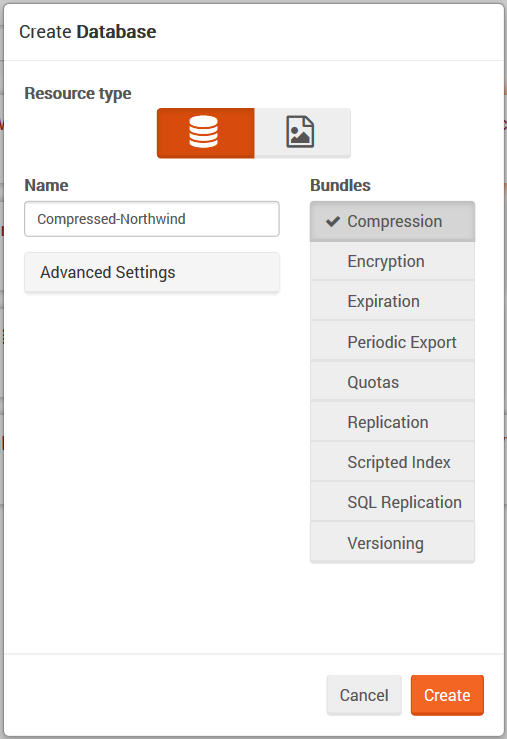 Create Database
Resource type
Name
Bundles
Compressed-Northwind
Compression
Advanced Settings
Encryption
Expiration
Periodic Export
Quotas
Replication
Scripted Index
SQL Replication
Versioning
Cancel
Create